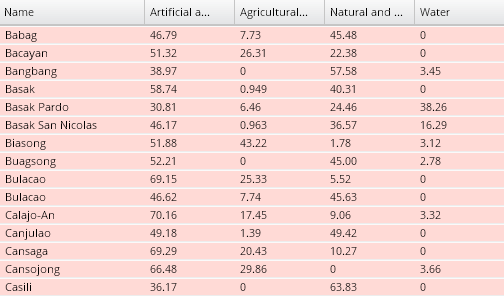 Name Artificial a... Agricultural... Natural and ... Water
Babag 46.79 7.73 45.48 0
Bacayan 51.32 26.31 22.38 0
Bangbang 38.97 0 57.58 3.45
Basak 58.74 0.949 40.31 0
Basak Pardo 30.81 6.46 24.46 38.26
Basak San Nicolas 46.17 0.963 36.57 16.29
Biasong 51.88 43.22 1.78 3.12
Buagsong 52.21 0 45.00 2.78
Bulacao 69.15 25.33 5.52 0
Bulacao 46.62 7.74 45.63 0
Calajo-An 70.16 17.45 9.06 3.32
Canjulao 49.18 1.39 49.42 0
Cansaga 69.29 20.43 10.27 0
Cansojong 66.48 29.86 0 3.66
Casili 36.17 0 63.83 0